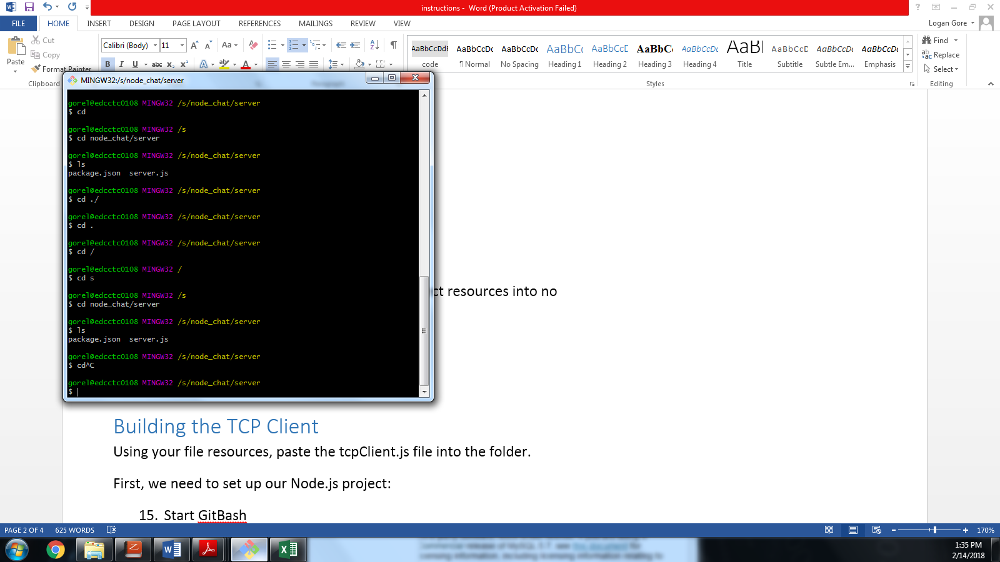 instructions - Word (Product Activation Failed)
FILE HOME INSERT DESIGN PAGE LAYOUT REFERENCES MAILINGS REVIEW VIEW
Logan Gore
Cut
Copy
Format Painter
Paste
Clipboard
Calibri (Body) 11
AaBbCcDdE AaBbCcDc AaBbCcDc AaBbCc AaBbCcD AaBbC AaBbCcDc AaBl AaBbCcD AaBbCcDc AaBbCcDc
code ¶ Normal No Spacing Heading 1 Heading 2 Heading 3 Heading 4 Title Subtitle Subtle Em... Emphasis
Styles
Find
Replace
Select
Editing
MINGW32:/s/node_chat/server
gorel@edcctc0108 MINGW32 /s/node_chat/server
$ cd
gorel@edcctc0108 MINGW32 /s
$ cd node_chat/server
gorel@edcctc0108 MINGW32 /s/node_chat/server
$ ls
package.json  server.js
gorel@edcctc0108 MINGW32 /s/node_chat/server
$ cd ./
gorel@edcctc0108 MINGW32 /s/node_chat/server
$ cd .
gorel@edcctc0108 MINGW32 /s/node_chat/server
$ cd /
gorel@edcctc0108 MINGW32 /
$ cd s
gorel@edcctc0108 MINGW32 /s
$ cd node_chat/server
gorel@edcctc0108 MINGW32 /s/node_chat/server
$ ls
package.json  server.js
gorel@edcctc0108 MINGW32 /s/node_chat/server
$ cd^C
gorel@edcctc0108 MINGW32 /s/node_chat/server
$
ct resources into no
Building the TCP Client
Using your file resources, paste the tcpClient.js file into the folder.
First, we need to set up our Node.js project:
15. Start GitBash
PAGE 2 OF 4 625 WORDS 170%
1:35 PM
2/14/2018